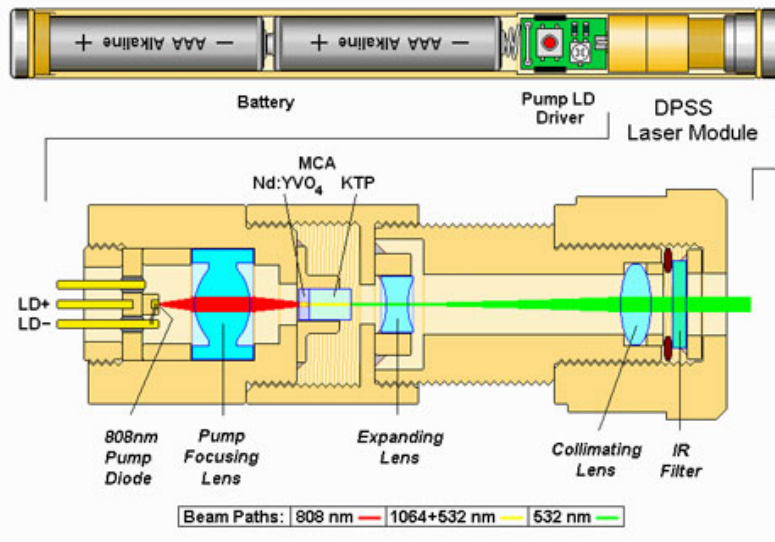 + AAA Alkaline −
+ AAA Alkaline −
Battery
Pump LD
Driver
DPSS
Laser Module
MCA
Nd:YVO4 KTP
LD+
LD−
808nm
Pump
Diode
Pump
Focusing
Lens
Expanding
Lens
Collimating
Lens
IR
Filter
Beam Paths: 808 nm 1064+532 nm 532 nm